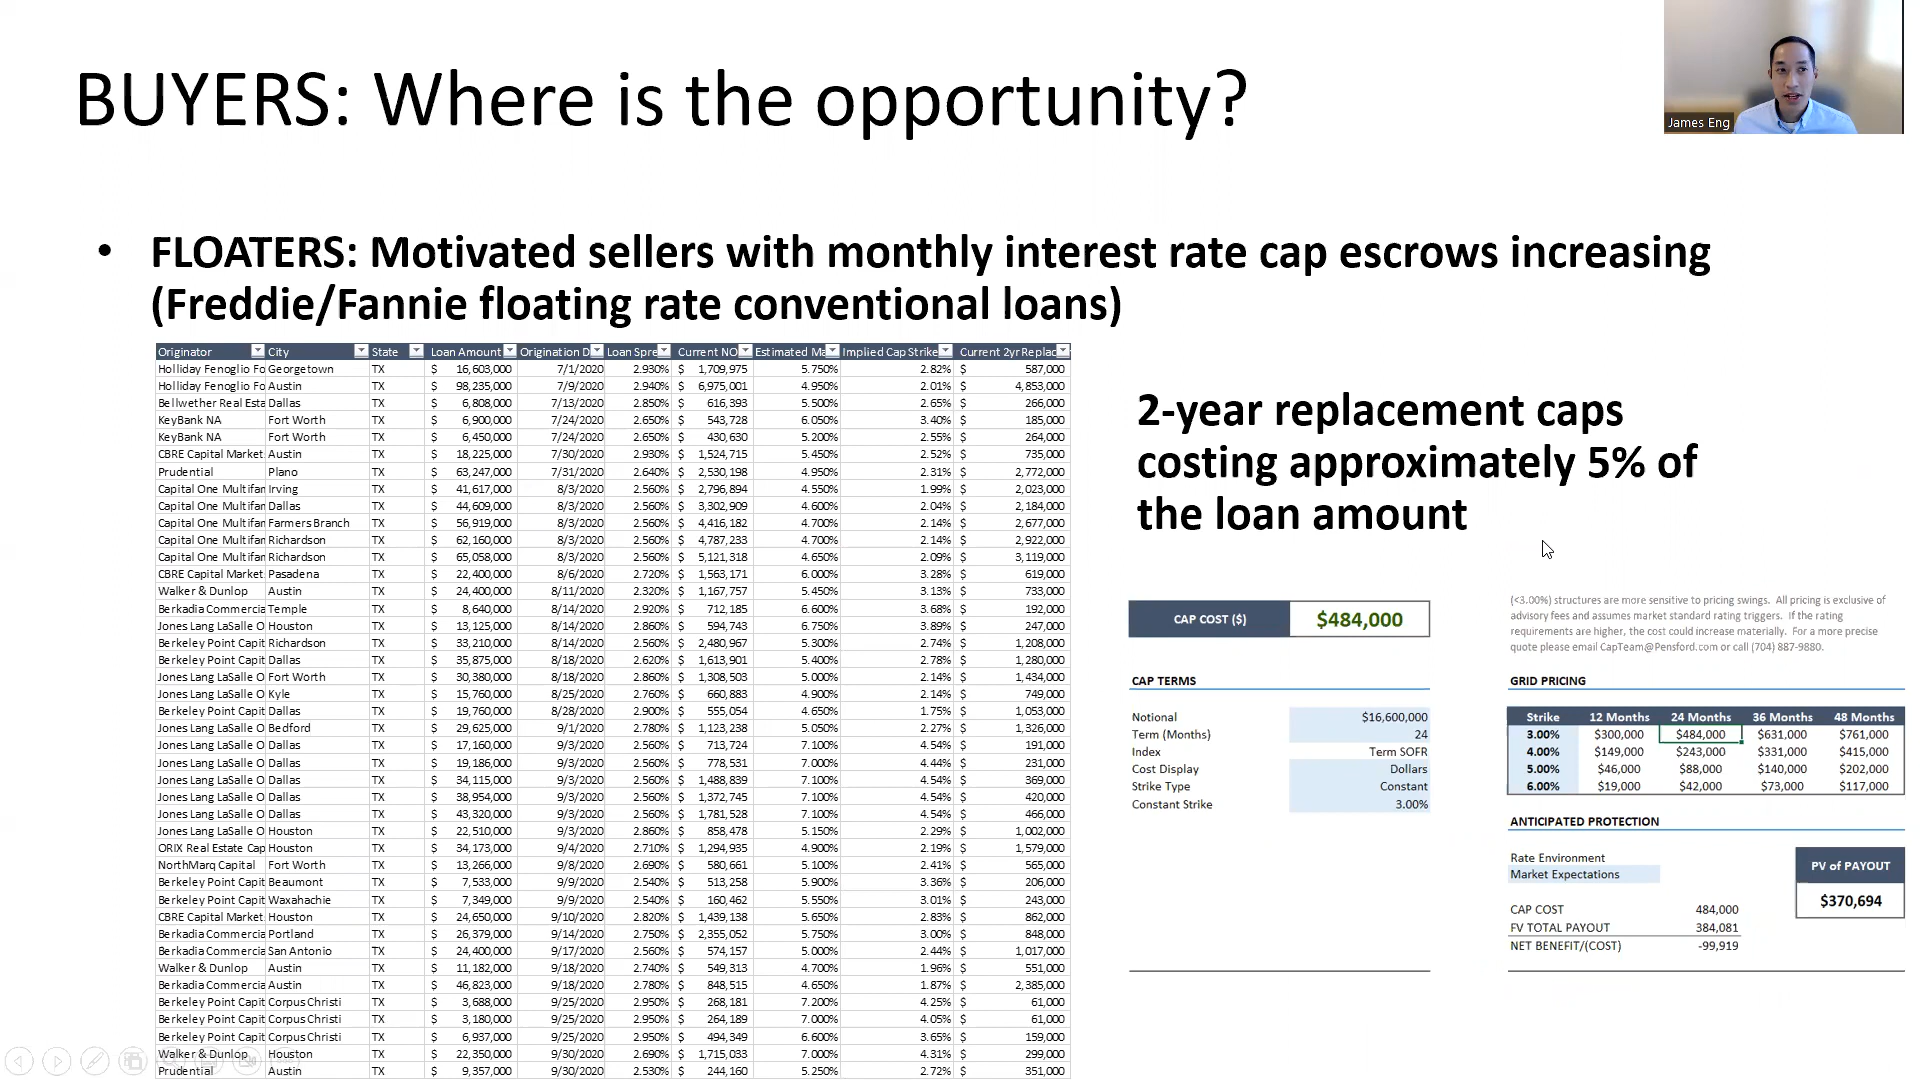 BUYERS: Where is the opportunity?
James Eng
• FLOATERS: Motivated sellers with monthly interest rate cap escrows increasing
(Freddie/Fannie floating rate conventional loans)
Originator City State Loan Amount Origination D Loan Spre Current NO Estimated Ma Implied Cap Strike Current 2yr Replac
Holliday Fenoglio Fo Georgetown TX $ 16,603,000 7/1/2020 2.930% $ 1,709,975 5.750% 2.82% $ 587,000
Holliday Fenoglio Fo Austin TX $ 98,235,000 7/9/2020 2.940% $ 6,975,001 4.950% 2.01% $ 4,853,000
Bellwether Real Esta Dallas TX $ 6,808,000 7/13/2020 2.850% $ 616,393 5.500% 2.65% $ 266,000
KeyBank NA Fort Worth TX $ 6,900,000 7/24/2020 2.650% $ 543,728 6.050% 3.40% $ 185,000
KeyBank NA Fort Worth TX $ 6,450,000 7/24/2020 2.650% $ 430,630 5.200% 2.55% $ 264,000
CBRE Capital Market Austin TX $ 18,225,000 7/30/2020 2.930% $ 1,524,715 5.450% 2.52% $ 735,000
Prudential Plano TX $ 63,247,000 7/31/2020 2.640% $ 2,530,198 4.950% 2.31% $ 2,772,000
Capital One Multifan Irving TX $ 41,617,000 8/3/2020 2.560% $ 2,796,894 4.550% 1.99% $ 2,023,000
Capital One Multifan Dallas TX $ 44,609,000 8/3/2020 2.560% $ 3,302,909 4.600% 2.04% $ 2,184,000
Capital One Multifan Farmers Branch TX $ 56,919,000 8/3/2020 2.560% $ 4,416,182 4.700% 2.14% $ 2,677,000
Capital One Multifan Richardson TX $ 62,160,000 8/3/2020 2.560% $ 4,787,233 4.700% 2.14% $ 2,922,000
Capital One Multifan Richardson TX $ 65,058,000 8/3/2020 2.560% $ 5,121,318 4.650% 2.09% $ 3,119,000
CBRE Capital Market Pasadena TX $ 22,400,000 8/6/2020 2.720% $ 1,563,171 6.000% 3.28% $ 619,000
Walker & Dunlop Austin TX $ 24,400,000 8/11/2020 2.320% $ 1,167,757 5.450% 3.13% $ 733,000
Berkadia Commercia Temple TX $ 8,640,000 8/14/2020 2.920% $ 712,185 6.600% 3.68% $ 192,000
Jones Lang LaSalle O Houston TX $ 13,125,000 8/14/2020 2.860% $ 594,743 6.750% 3.89% $ 247,000
Berkeley Point Capit Richardson TX $ 33,210,000 8/14/2020 2.560% $ 2,480,967 5.300% 2.74% $ 1,208,000
Berkeley Point Capit Dallas TX $ 35,875,000 8/18/2020 2.620% $ 1,613,901 5.400% 2.78% $ 1,280,000
Jones Lang LaSalle O Fort Worth TX $ 30,380,000 8/18/2020 2.860% $ 1,308,503 5.000% 2.14% $ 1,434,000
Jones Lang LaSalle O Kyle TX $ 15,760,000 8/25/2020 2.760% $ 660,883 4.900% 2.14% $ 749,000
Berkeley Point Capit Dallas TX $ 19,760,000 8/28/2020 2.900% $ 555,054 4.650% 1.75% $ 1,053,000
Jones Lang LaSalle O Bedford TX $ 29,625,000 9/1/2020 2.780% $ 1,123,238 5.050% 2.27% $ 1,326,000
Jones Lang LaSalle O Dallas TX $ 17,160,000 9/3/2020 2.560% $ 713,724 7.100% 4.54% $ 191,000
Jones Lang LaSalle O Dallas TX $ 19,186,000 9/3/2020 2.560% $ 778,531 7.000% 4.44% $ 231,000
Jones Lang LaSalle O Dallas TX $ 34,115,000 9/3/2020 2.560% $ 1,488,839 7.100% 4.54% $ 369,000
Jones Lang LaSalle O Dallas TX $ 38,954,000 9/3/2020 2.560% $ 1,372,745 7.100% 4.54% $ 420,000
Jones Lang LaSalle O Dallas TX $ 43,320,000 9/3/2020 2.560% $ 1,781,528 7.100% 4.54% $ 466,000
Jones Lang LaSalle O Houston TX $ 22,510,000 9/3/2020 2.860% $ 858,478 5.150% 2.29% $ 1,002,000
ORIX Real Estate Cap Houston TX $ 34,173,000 9/4/2020 2.710% $ 1,294,935 4.900% 2.19% $ 1,579,000
NorthMarq Capital Fort Worth TX $ 13,266,000 9/8/2020 2.690% $ 580,661 5.100% 2.41% $ 565,000
Berkeley Point Capit Beaumont TX $ 7,533,000 9/9/2020 2.540% $ 513,258 5.900% 3.36% $ 206,000
Berkeley Point Capit Waxahachie TX $ 7,349,000 9/9/2020 2.540% $ 160,462 5.550% 3.01% $ 243,000
CBRE Capital Market Houston TX $ 24,650,000 9/10/2020 2.820% $ 1,439,138 5.650% 2.83% $ 862,000
Berkadia Commercia Portland TX $ 26,379,000 9/14/2020 2.750% $ 2,355,052 5.750% 3.00% $ 848,000
Berkadia Commercia San Antonio TX $ 24,400,000 9/17/2020 2.560% $ 574,157 5.000% 2.44% $ 1,017,000
Walker & Dunlop Austin TX $ 11,182,000 9/18/2020 2.740% $ 549,313 4.700% 1.96% $ 551,000
Berkadia Commercia Austin TX $ 46,823,000 9/18/2020 2.780% $ 848,515 4.650% 1.87% $ 2,385,000
Berkeley Point Capit Corpus Christi TX $ 3,688,000 9/25/2020 2.950% $ 268,181 7.200% 4.25% $ 61,000
Berkeley Point Capit Corpus Christi TX $ 3,180,000 9/25/2020 2.950% $ 264,189 7.000% 4.05% $ 61,000
Berkeley Point Capit Corpus Christi TX $ 6,937,000 9/25/2020 2.950% $ 494,349 6.600% 3.65% $ 159,000
Walker & Dunlop Houston TX $ 22,350,000 9/30/2020 2.690% $ 1,715,033 7.000% 4.31% $ 299,000
Prudential Austin TX $ 9,357,000 9/30/2020 2.530% $ 244,160 5.250% 2.72% $ 351,000
2-year replacement caps
costing approximately 5% of
the loan amount
CAP COST ($) $484,000
CAP TERMS
Notional $16,600,000
Term (Months) 24
Index Term SOFR
Cost Display Dollars
Strike Type Constant
Constant Strike 3.00%
(<3.00%) structures are more sensitive to pricing swings. All pricing is exclusive of
advisory fees and assumes market standard rating triggers. If the rating
requirements are higher, the cost could increase materially. For a more precise
quote please email CapTeam@Pensford.com or call (704) 887-9880.
GRID PRICING
Strike 12 Months 24 Months 36 Months 48 Months
3.00% $300,000 $484,000 $631,000 $761,000
4.00% $149,000 $243,000 $331,000 $415,000
5.00% $46,000 $88,000 $140,000 $202,000
6.00% $19,000 $42,000 $73,000 $117,000
ANTICIPATED PROTECTION
Rate Environment
Market Expectations
PV of PAYOUT
$370,694
CAP COST 484,000
FV TOTAL PAYOUT 384,081
NET BENEFIT/(COST) -99,919